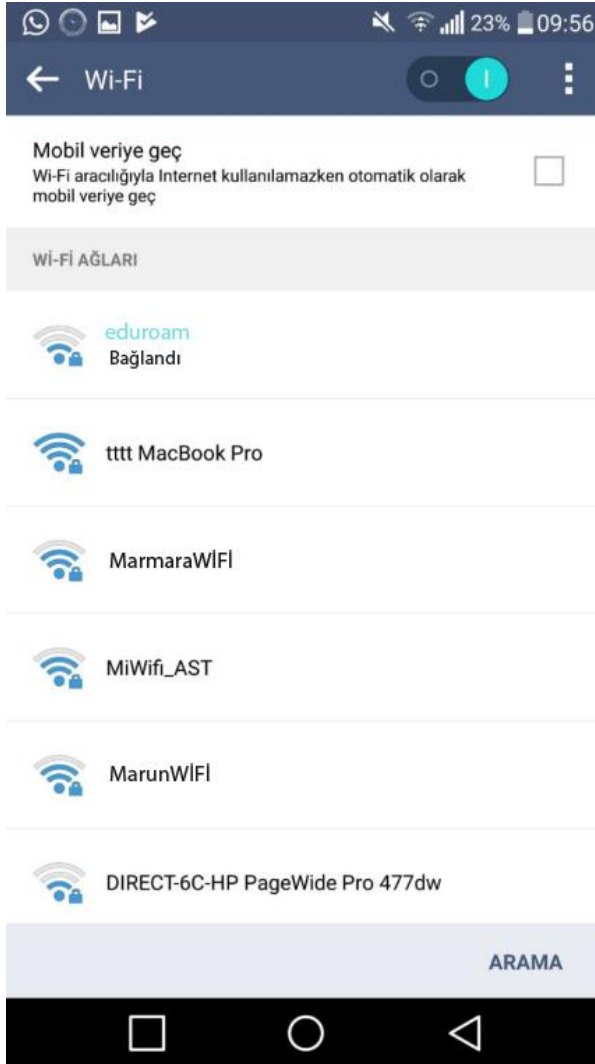 23% 09:56
Wi-Fi
Mobil veriye geç
Wi-Fi aracılığıyla Internet kullanılamazken otomatik olarak
mobil veriye geç
Wİ-Fİ AĞLARI
eduroam
Bağlandı
tttt MacBook Pro
MarmaraWİFİ
MiWifi_AST
MarunWİFİ
DIRECT-6C-HP PageWide Pro 477dw
ARAMA